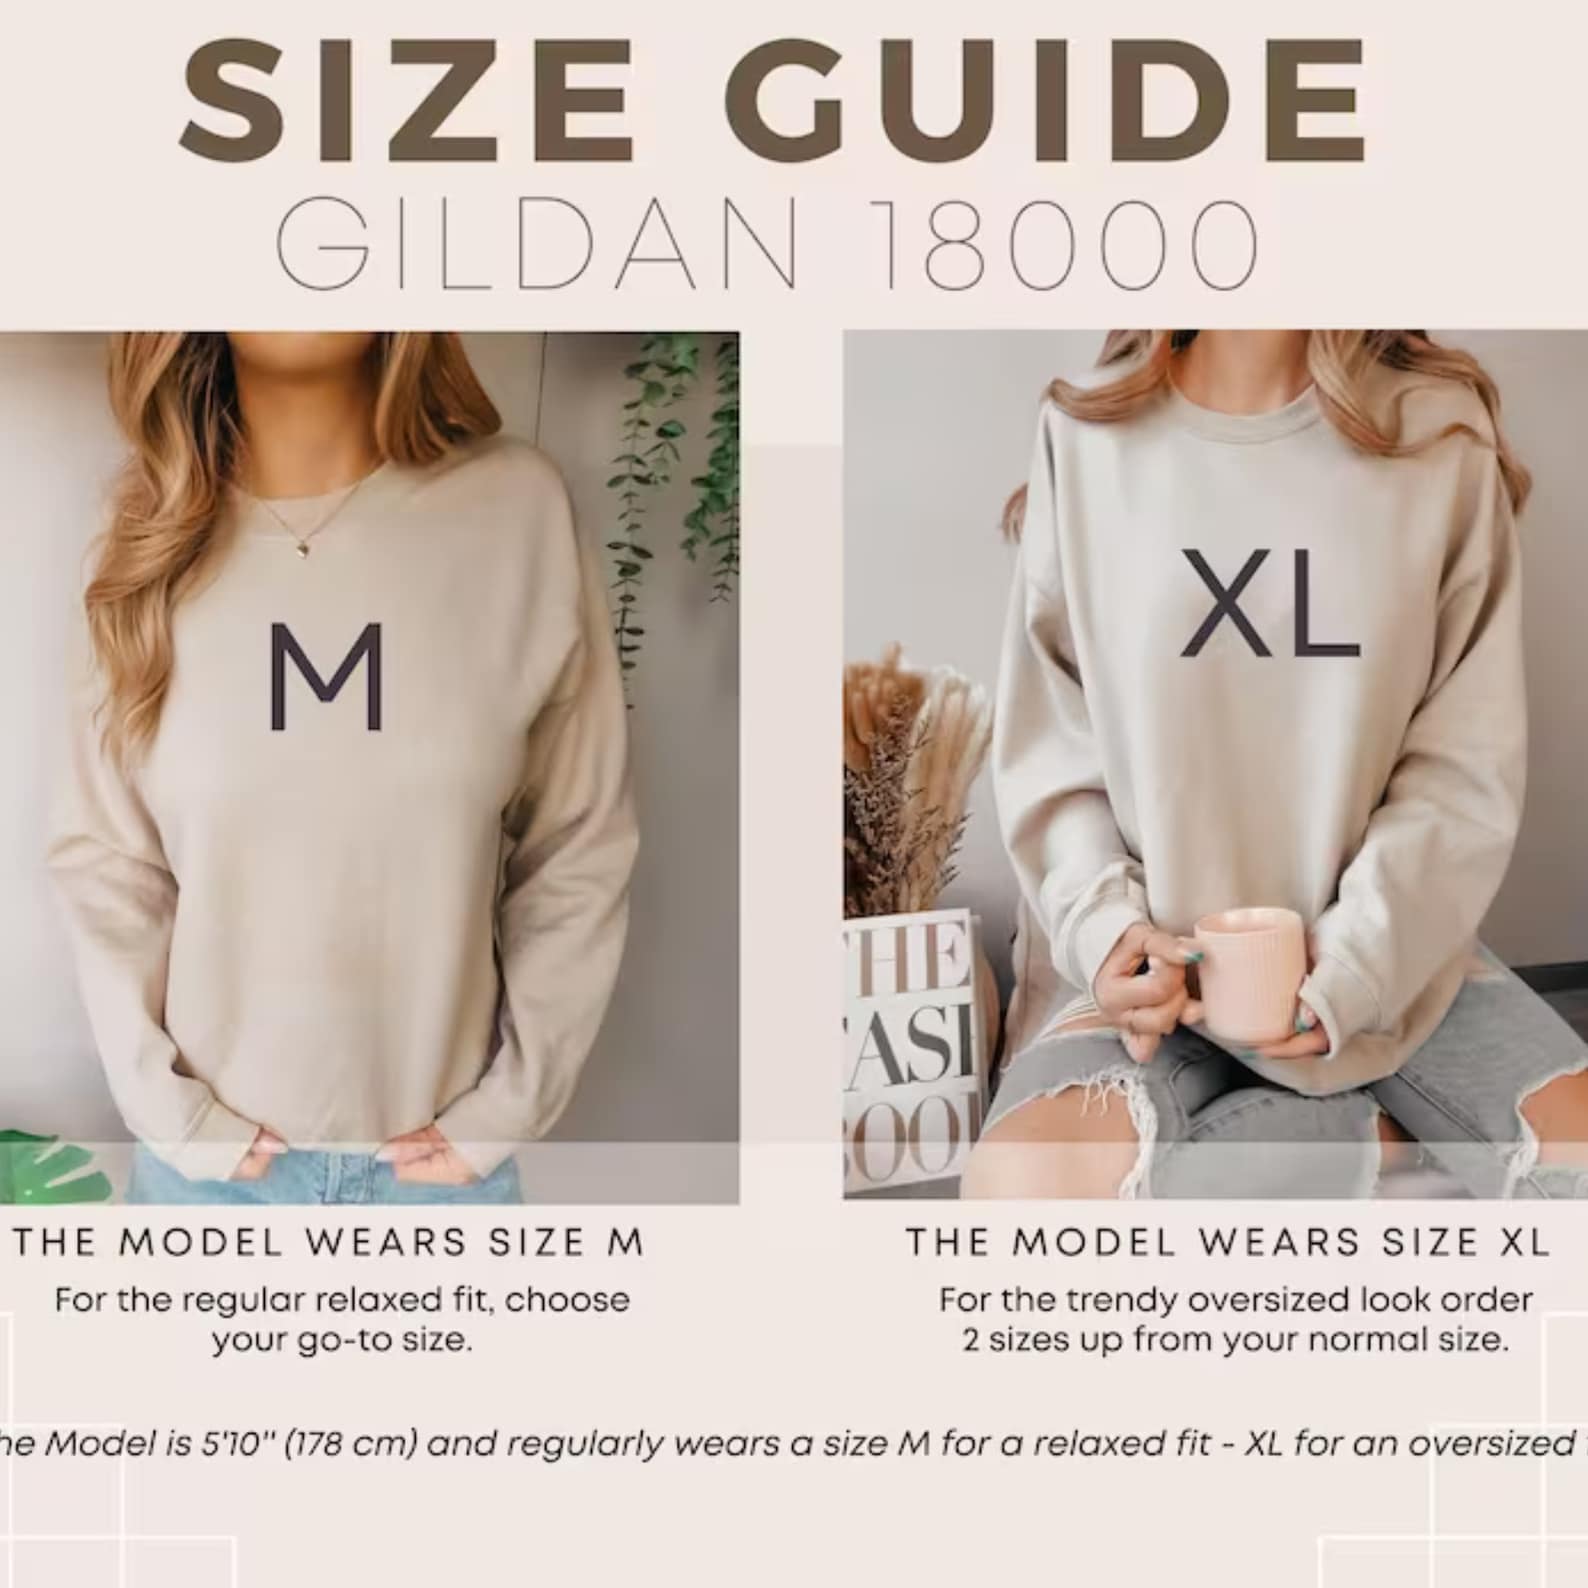 SIZE GUIDE
GILDAN 18000
M
XL
THE MODEL WEARS SIZE M
For the regular relaxed fit, choose
your go-to size.
THE MODEL WEARS SIZE XL
For the trendy oversized look order
2 sizes up from your normal size.
he Model is 5'10" (178 cm) and regularly wears a size M for a relaxed fit - XL for an oversized